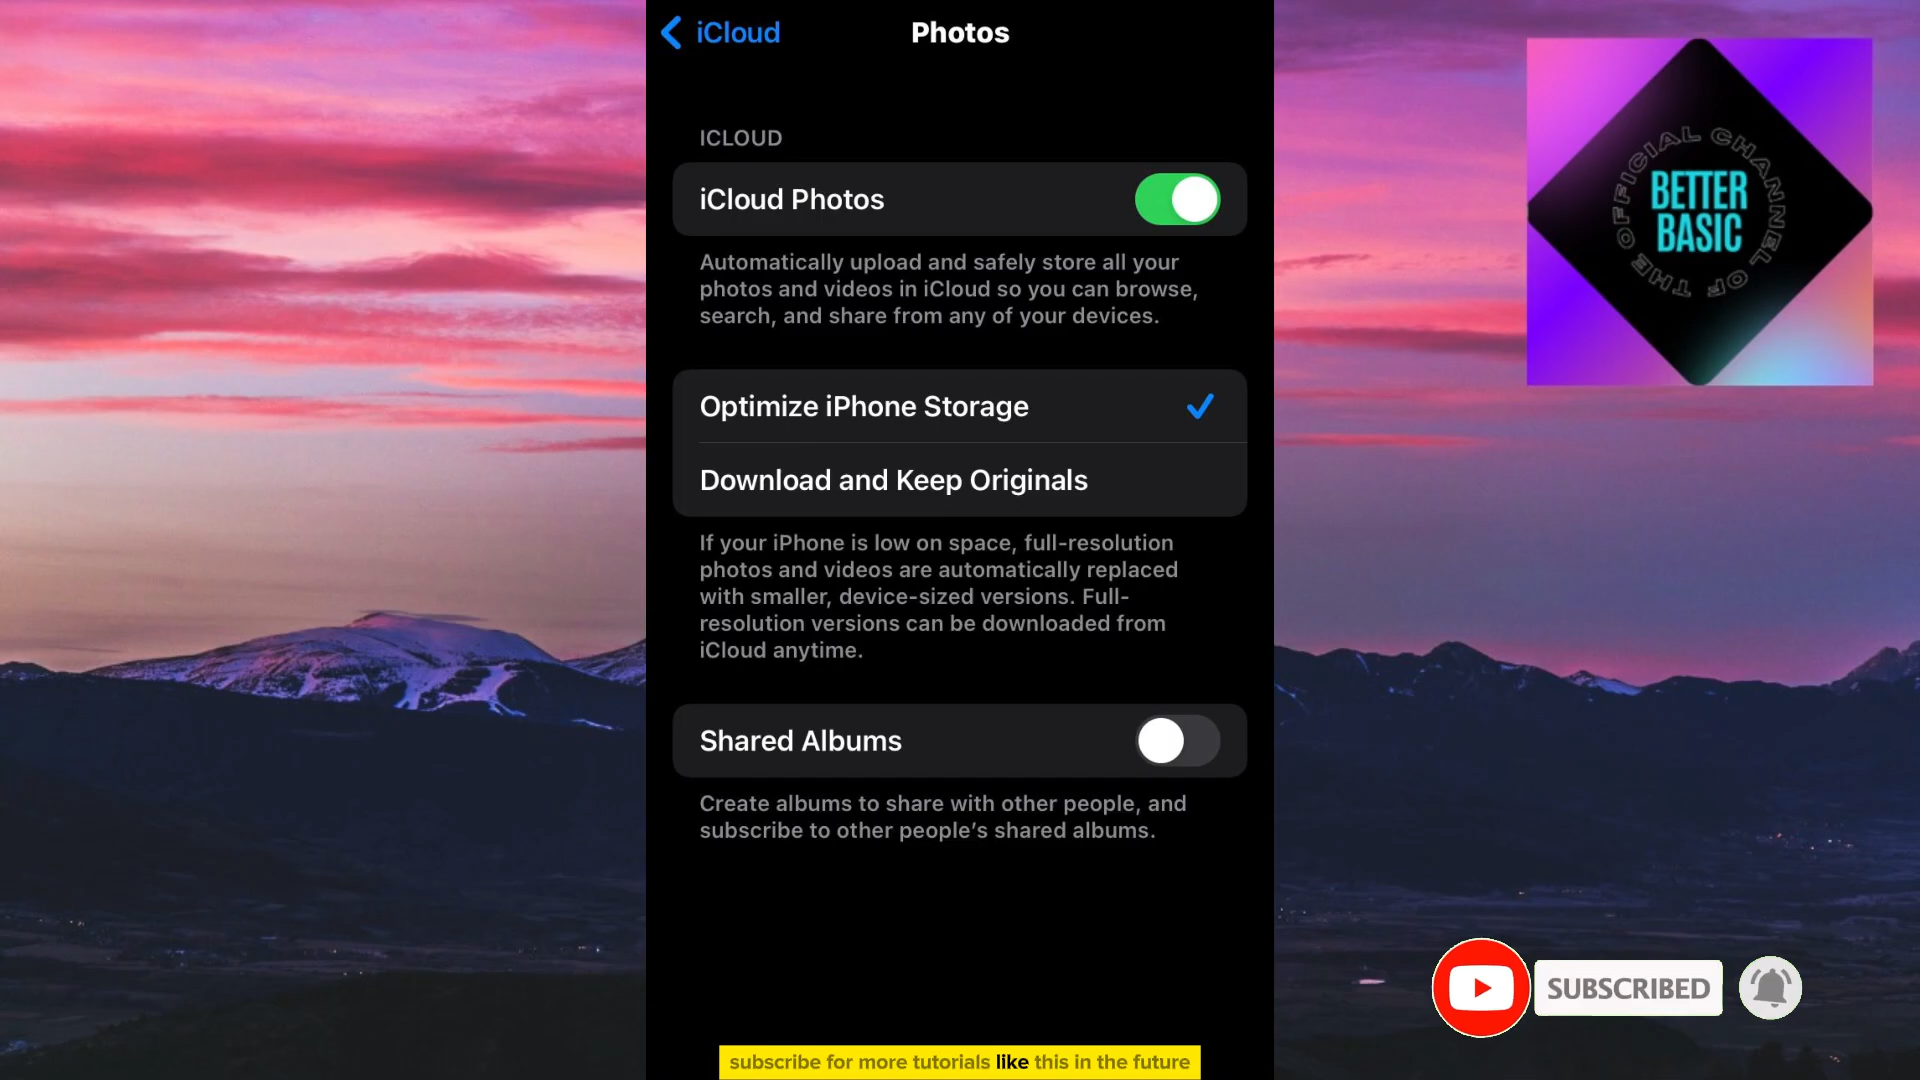 iCloud
Photos
ICLOUD
iCloud Photos
Automatically upload and safely store all your
photos and videos in iCloud so you can browse,
search, and share from any of your devices.
Optimize iPhone Storage
Download and Keep Originals
If your iPhone is low on space, full-resolution
photos and videos are automatically replaced
with smaller, device-sized versions. Full-
resolution versions can be downloaded from
iCloud anytime.
Shared Albums
Create albums to share with other people, and
subscribe to other people’s shared albums.
subscribe for more tutorials like this in the future
THE OFFICIAL CHANNEL OF
BETTER
BASIC
SUBSCRIBED